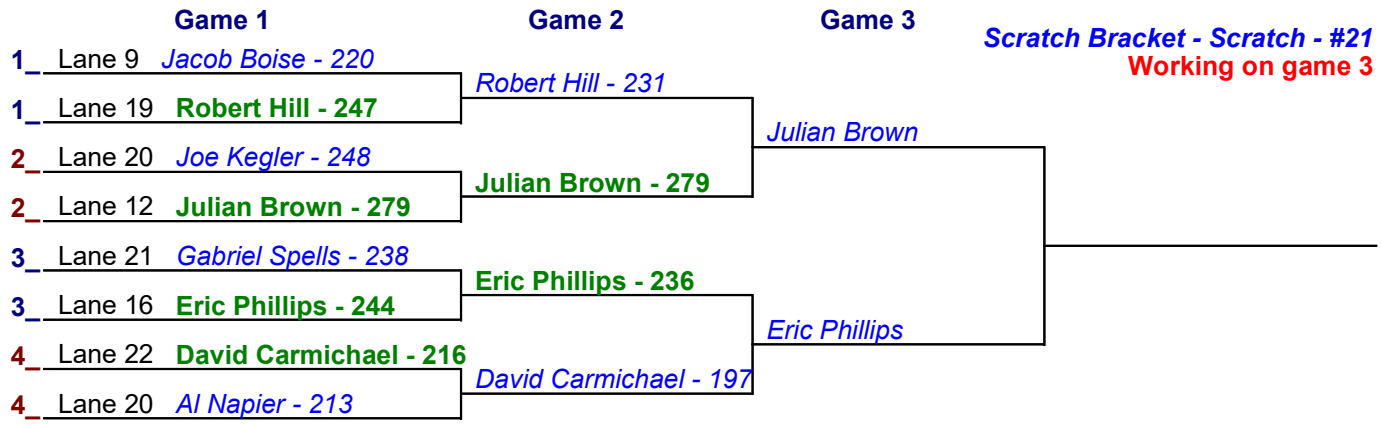 Game 1 Game 2 Game 3
Scratch Bracket - Scratch - #21
Working on game 3
1_ Lane 9 Jacob Boise - 220
Robert Hill - 231
1_ Lane 19 Robert Hill - 247
Julian Brown
2_ Lane 20 Joe Kegler - 248
Julian Brown - 279
2_ Lane 12 Julian Brown - 279
3_ Lane 21 Gabriel Spells - 238
Eric Phillips - 236
3_ Lane 16 Eric Phillips - 244
Eric Phillips
4_ Lane 22 David Carmichael - 216
David Carmichael - 197
4_ Lane 20 Al Napier - 213